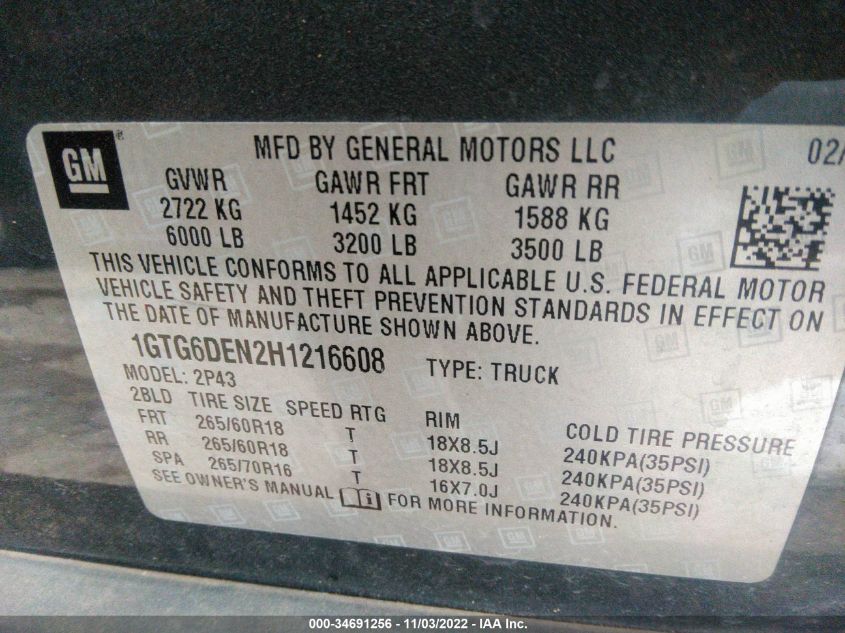 GM ®
MFD BY GENERAL MOTORS LLC 02/
GVWR GAWR FRT GAWR RR
2722 KG 1452 KG 1588 KG
6000 LB 3200 LB 3500 LB
THIS VEHICLE CONFORMS TO ALL APPLICABLE U.S. FEDERAL MOTOR
VEHICLE SAFETY AND THEFT PREVENTION STANDARDS IN EFFECT ON
THE DATE OF MANUFACTURE SHOWN ABOVE.
1GTG6DEN2H1216608 TYPE: TRUCK
MODEL: 2P43
2BLD TIRE SIZE SPEED RTG RIM COLD TIRE PRESSURE
FRT 265/60R18 T 18X8.5J 240KPA(35PSI)
RR 265/60R18 T 18X8.5J 240KPA(35PSI)
SPA 265/70R16 T 16X7.0J 240KPA(35PSI)
SEE OWNER'S MANUAL i FOR MORE INFORMATION.
000-34691256 - 11/03/2022 - IAA Inc.